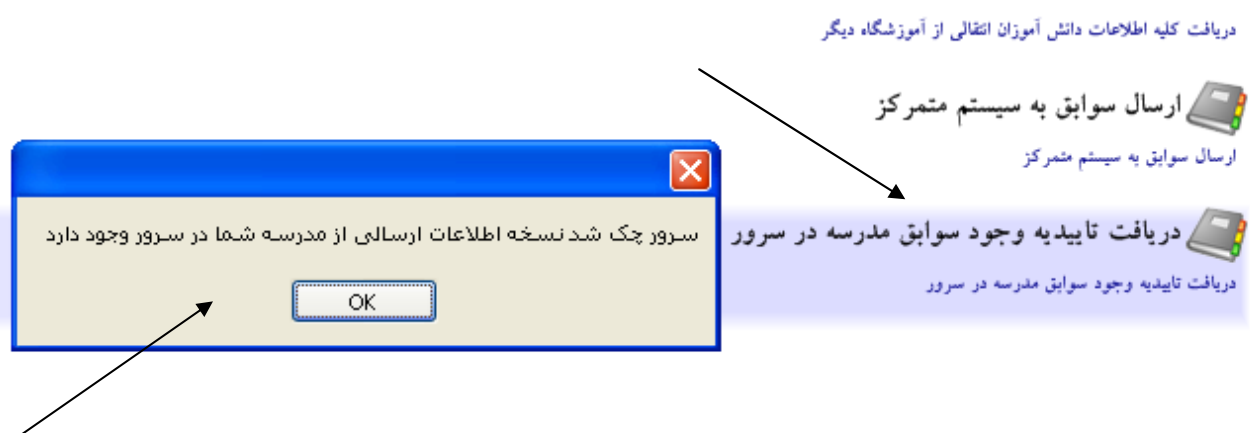 دریافت کلیه اطلاعات دانش آموزان انتقالی از آموزشگاه دیگر
ارسال سوابق به سیستم متمرکز
ارسال سوابق به سیستم متمرکز
دریافت تاییدیه وجود سوابق مدرسه در سرور
دریافت تاییدیه وجود سوابق مدرسه در سرور
سرور چک شد نسخه اطلاعات ارسالی از مدرسه شما در سرور وجود دارد
OK